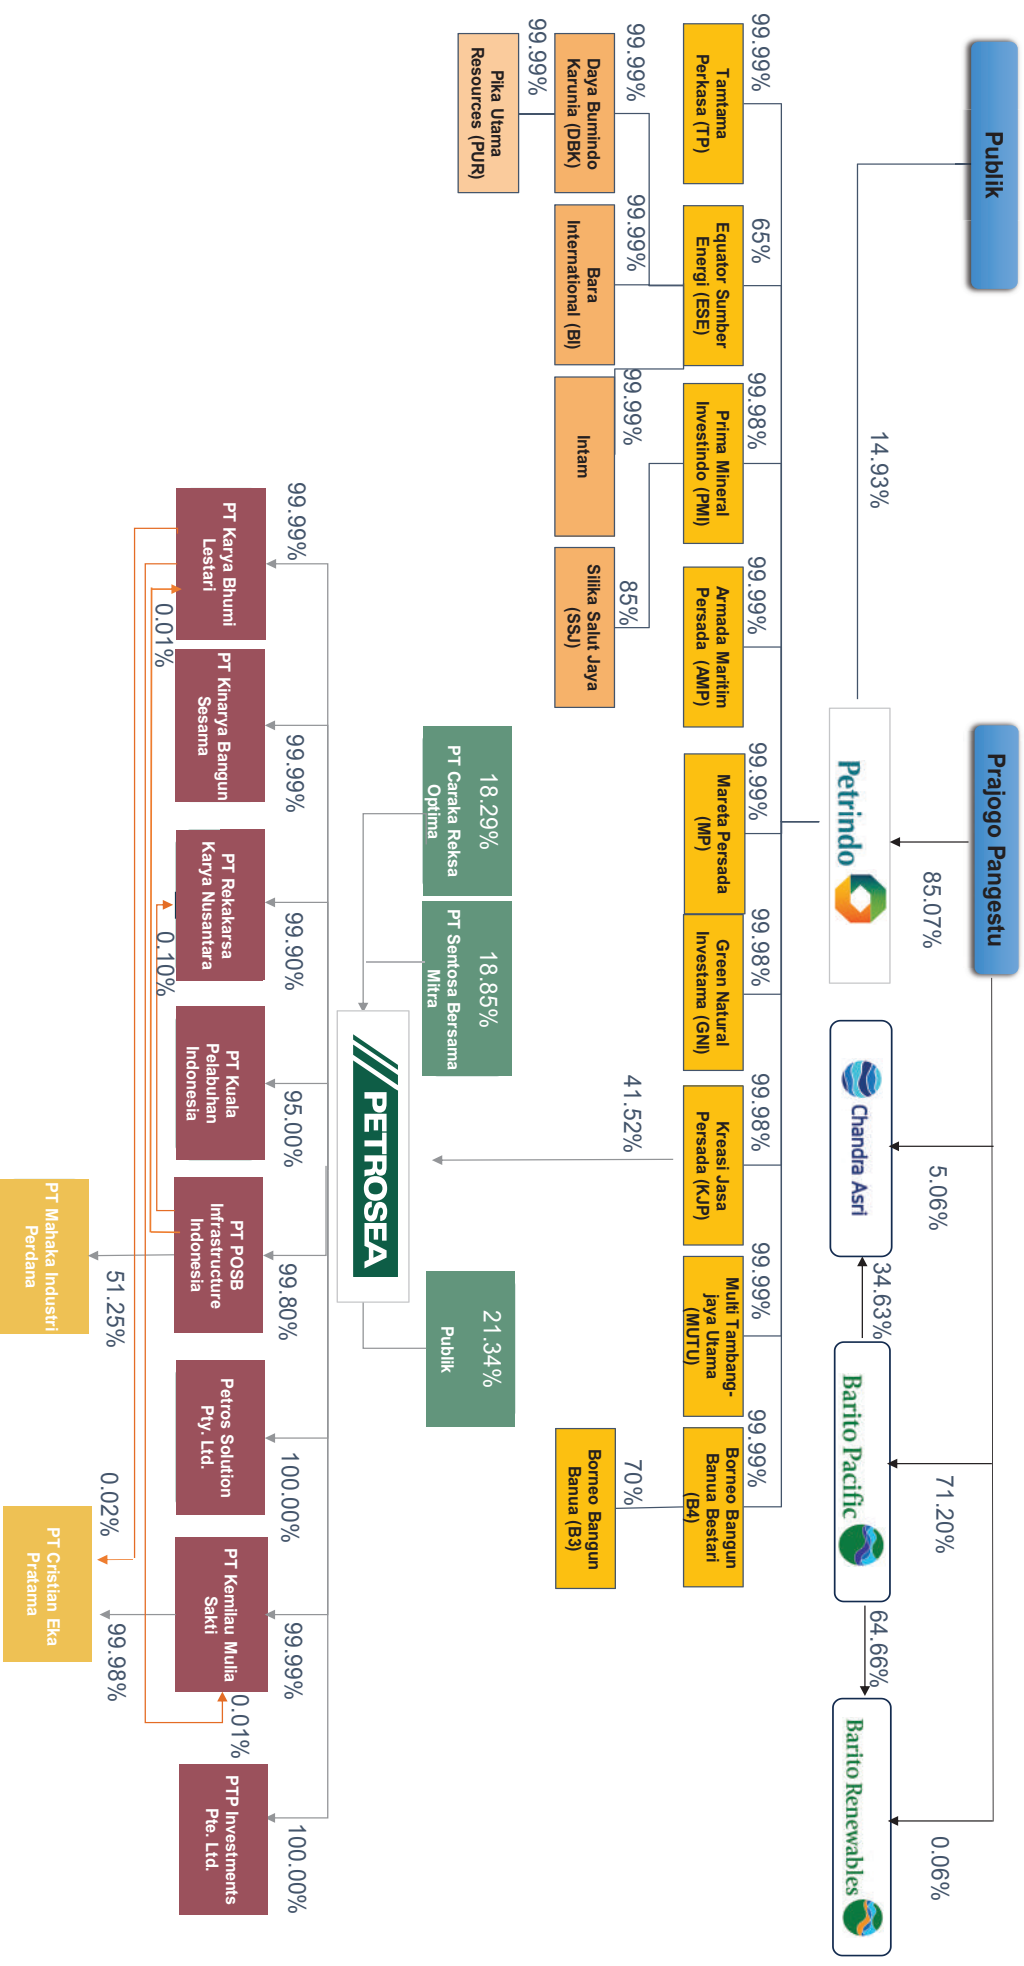 Publik
Prajogo Pangestu
14.93%
85.07%
5.06%
71.20%
0.06%
Petrindo
Chandra Asri
34.63%
Barito Pacific
64.66%
Barito Renewables
99.99%
65%
99.98%
99.99%
99.99%
99.98%
99.98%
99.99%
99.99%
Tamtama
Perkasa (TP)
Equator Sumber
Energi (ESE)
Prima Mineral
Investindo (PMI)
Armada Maritim
Persada (AMP)
Mareta Persada
(MP)
Green Natural
Investama (GNI)
Kreasi Jasa
Persada (KJP)
Multi Tambang-
jaya Utama
(MUTU)
Borneo Bangun
Banua Bestari
(B4)
99.99%
99.99%
99.99%
85%
41.52%
70%
Daya Bumindo
Karunia (DBK)
Bara
International (BI)
Intam
Silika Salut Jaya
(SSJ)
Borneo Bangun
Banua (B3)
99.99%
Pika Utama
Resources (PUR)
18.29%
PT Caraka Reksa
Optima
18.85%
PT Sentosa Bersama
Mitra
21.34%
Publik
PETROSEA
99.99%
99.99%
99.90%
95.00%
99.80%
100.00%
99.99%
100.00%
PT Karya Bhumi
Lestari
PT Kinarya Bangun
Sesama
PT Rekakarsa
Karya Nusantara
PT Kuala
Pelabuhan
Indonesia
PT POSB
Infrastructure
Indonesia
Petros Solution
Pty. Ltd.
PT Kemilau Mulia
Sakti
0.01%
PTP Investments
Pte. Ltd.
0.01%
0.10%
51.25%
0.02%
99.98%
PT Mahaka Industri
Perdana
PT Cristian Eka
Pratama